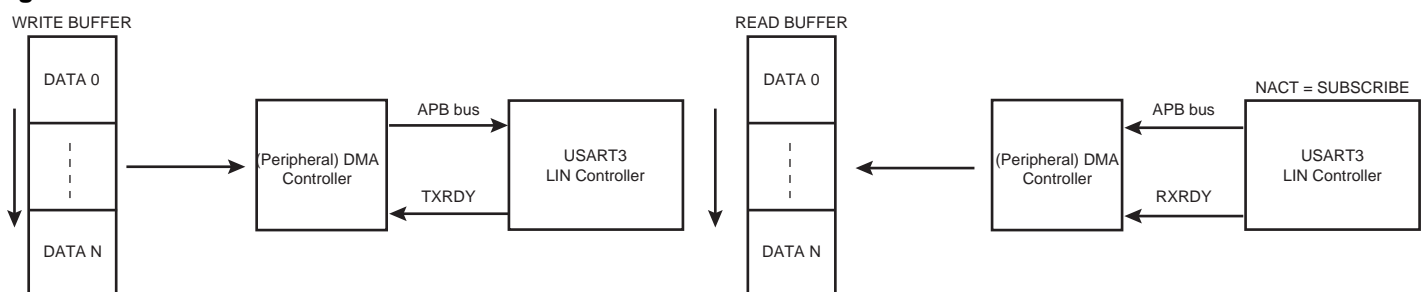 WRITE BUFFER
DATA 0
DATA N
(Peripheral) DMA
Controller
APB bus
TXRDY
USART3
LIN Controller
READ BUFFER
DATA 0
DATA N
(Peripheral) DMA
Controller
APB bus
RXRDY
NACT = SUBSCRIBE
USART3
LIN Controller